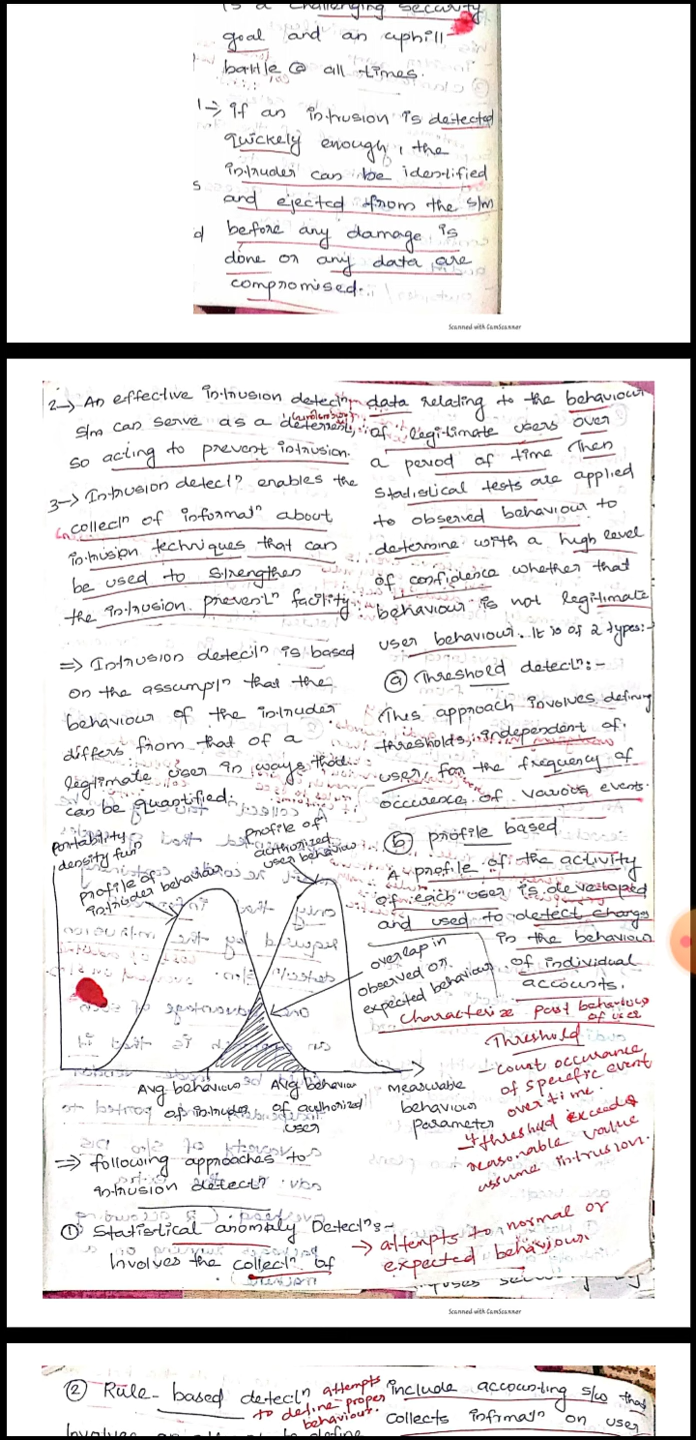 is a challenging security
goal and an uphill
battle @ all times.
1→ if an intrusion is detected
quickely enough, the
intruder can be identified
s
and ejected from the s/m
d
before any damage is
done or any data are
compromised.
Scanned with CamScanner
2→ An effective intrusion detectn
s/m can serve as a deterrent,
so acting to prevent intrusion.
3→ Intrusion detectn enables the
collectn of informatn about
intrusion techniques that can
be used to strengthen
the intrusion preventn facility.
⇒ Intrusion detectn is based
on the assumptn that the
behaviour of the intruder
differs from that of a
legtimate user in ways that
can be quantified.
portability
density fun
profile of
intruder behaviour
profile of
authorized
user behaviour
overlap in
observed or
expected behaviour
Avg behaviour
of intruder
Avg behaviour
of authorized
user
Measurable
behaviour
parameter
⇒ following approaches to
intrusion detectn
① Statistical anomply Detectn:-
Involves the collectn of
data relating to the behaviour
of legitimate users over
a period of time. Then
statistical tests are applied
to observed behaviour to
determine with a high level
of confidence whether that
behaviour is not legitimate
user behaviour. It is of 2 types:-
ⓐ Threshold detectn:-
This approach involves defining
thresholds, independent of
user, for the frequency of
occurence of various events.
ⓑ profile based
A profile of the activity
of each user is developed
and used to detect change
in the behaviour
of individual
accounts.
Characterize past behaviour
of user
Threshold
- count occurance
of specific event
over time.
- if threshold exceeds
reasonable value
assume intrusion.
→ attempts to normal or
expected behaviour
Scanned with CamScanner
② Rule-based detectn attempts
to define proper
behaviour.
include accounting s/w that
collects infrmatn on user